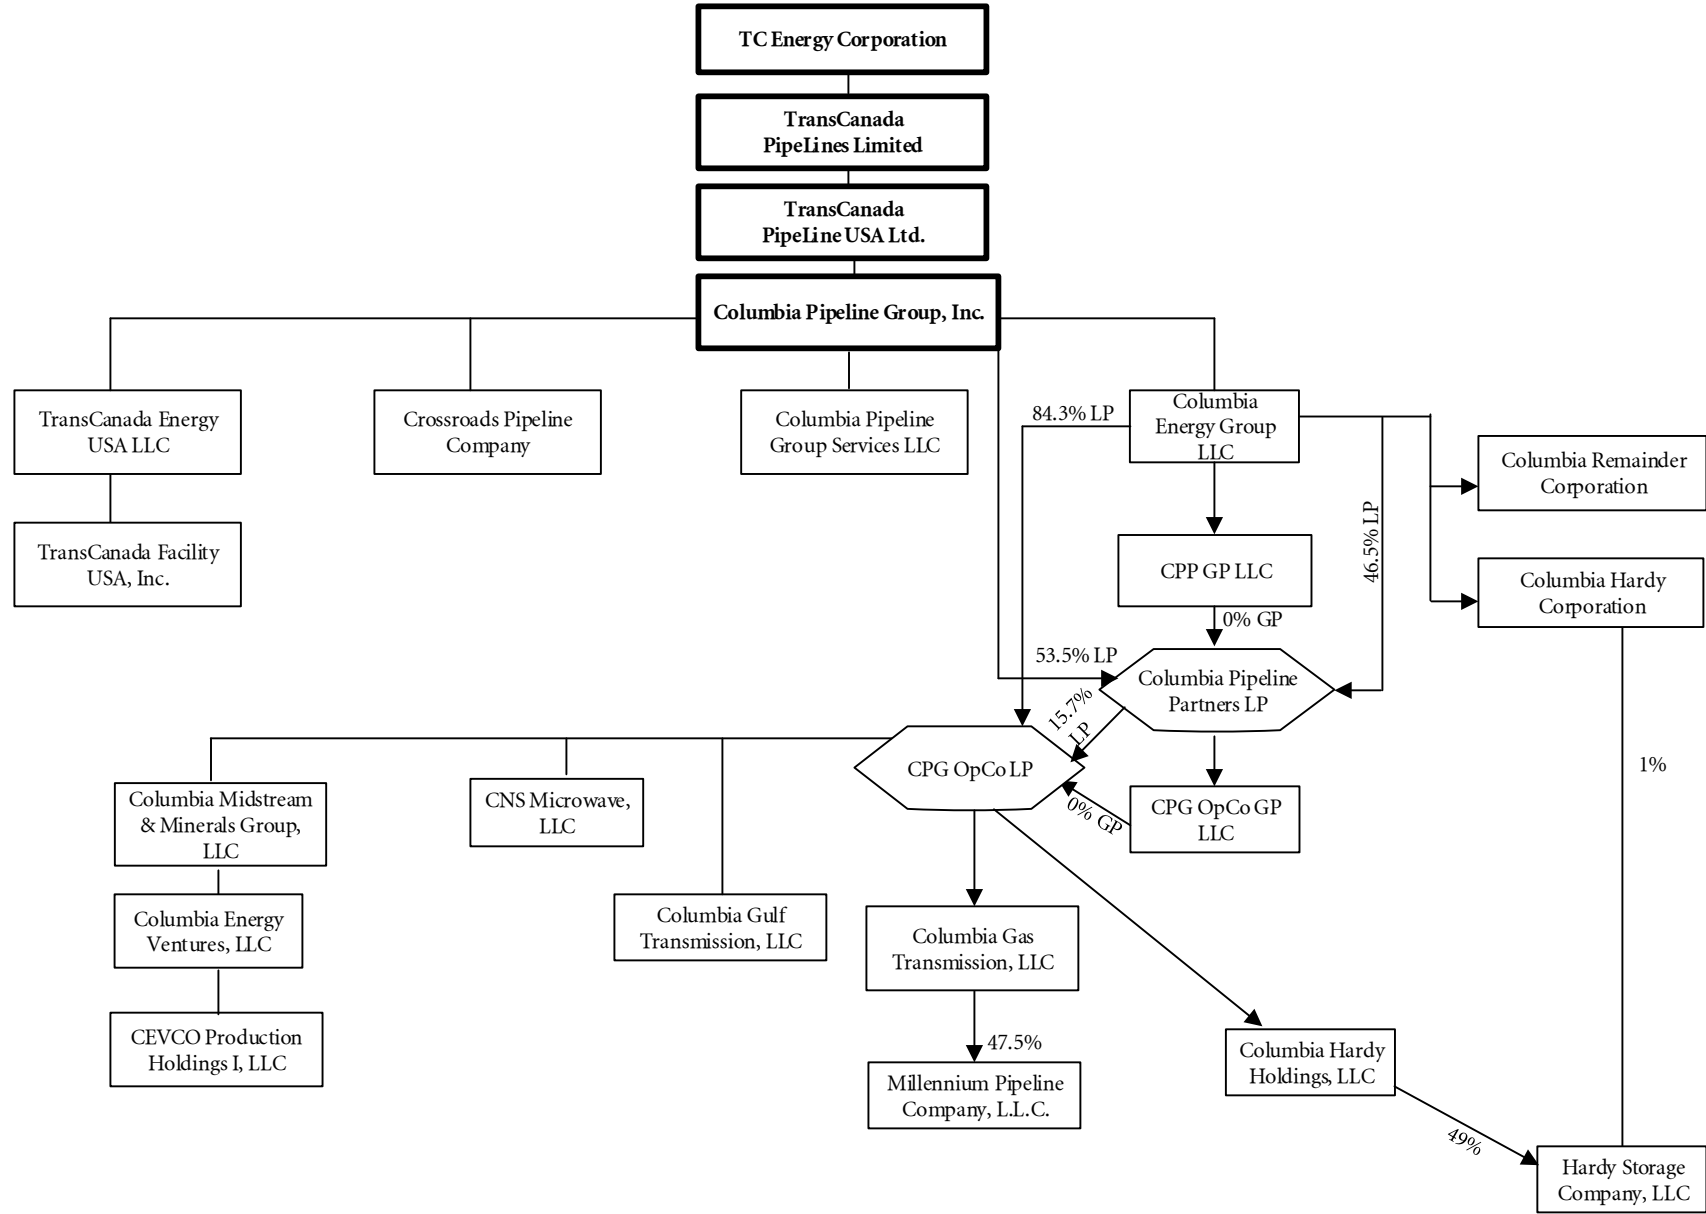 TC Energy Corporation
TransCanada
PipeLines Limited
TransCanada
PipeLine USA Ltd.
Columbia Pipeline Group, Inc.
TransCanada Energy
USA LLC
Crossroads Pipeline
Company
Columbia Pipeline
Group Services LLC
84.3% LP
Columbia
Energy Group
LLC
Columbia Remainder
Corporation
TransCanada Facility
USA, Inc.
46.5% LP
CPP GP LLC
Columbia Hardy
Corporation
0% GP
53.5% LP
Columbia Pipeline
Partners LP
15.7%
LP
CPG OpCo LP
1%
Columbia Midstream
& Minerals Group,
LLC
CNS Microwave,
LLC
0% GP
CPG OpCo GP
LLC
Columbia Energy
Ventures, LLC
Columbia Gulf
Transmission, LLC
Columbia Gas
Transmission, LLC
CEVCO Production
Holdings I, LLC
47.5%
Millennium Pipeline
Company, L.L.C.
Columbia Hardy
Holdings, LLC
49%
Hardy Storage
Company, LLC